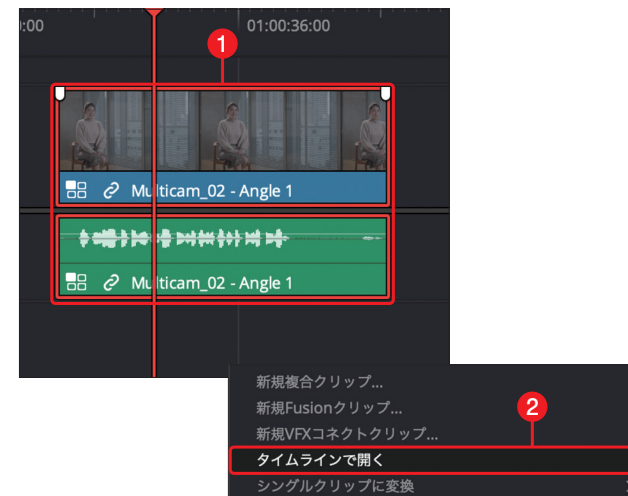 :00
01:00:36:00
1
Multicam_02 - Angle 1
Multicam_02 - Angle 1
新規複合クリップ...
新規Fusionクリップ...
2
新規VFXコネクトクリップ...
タイムラインで開く
シングルクリップに変換